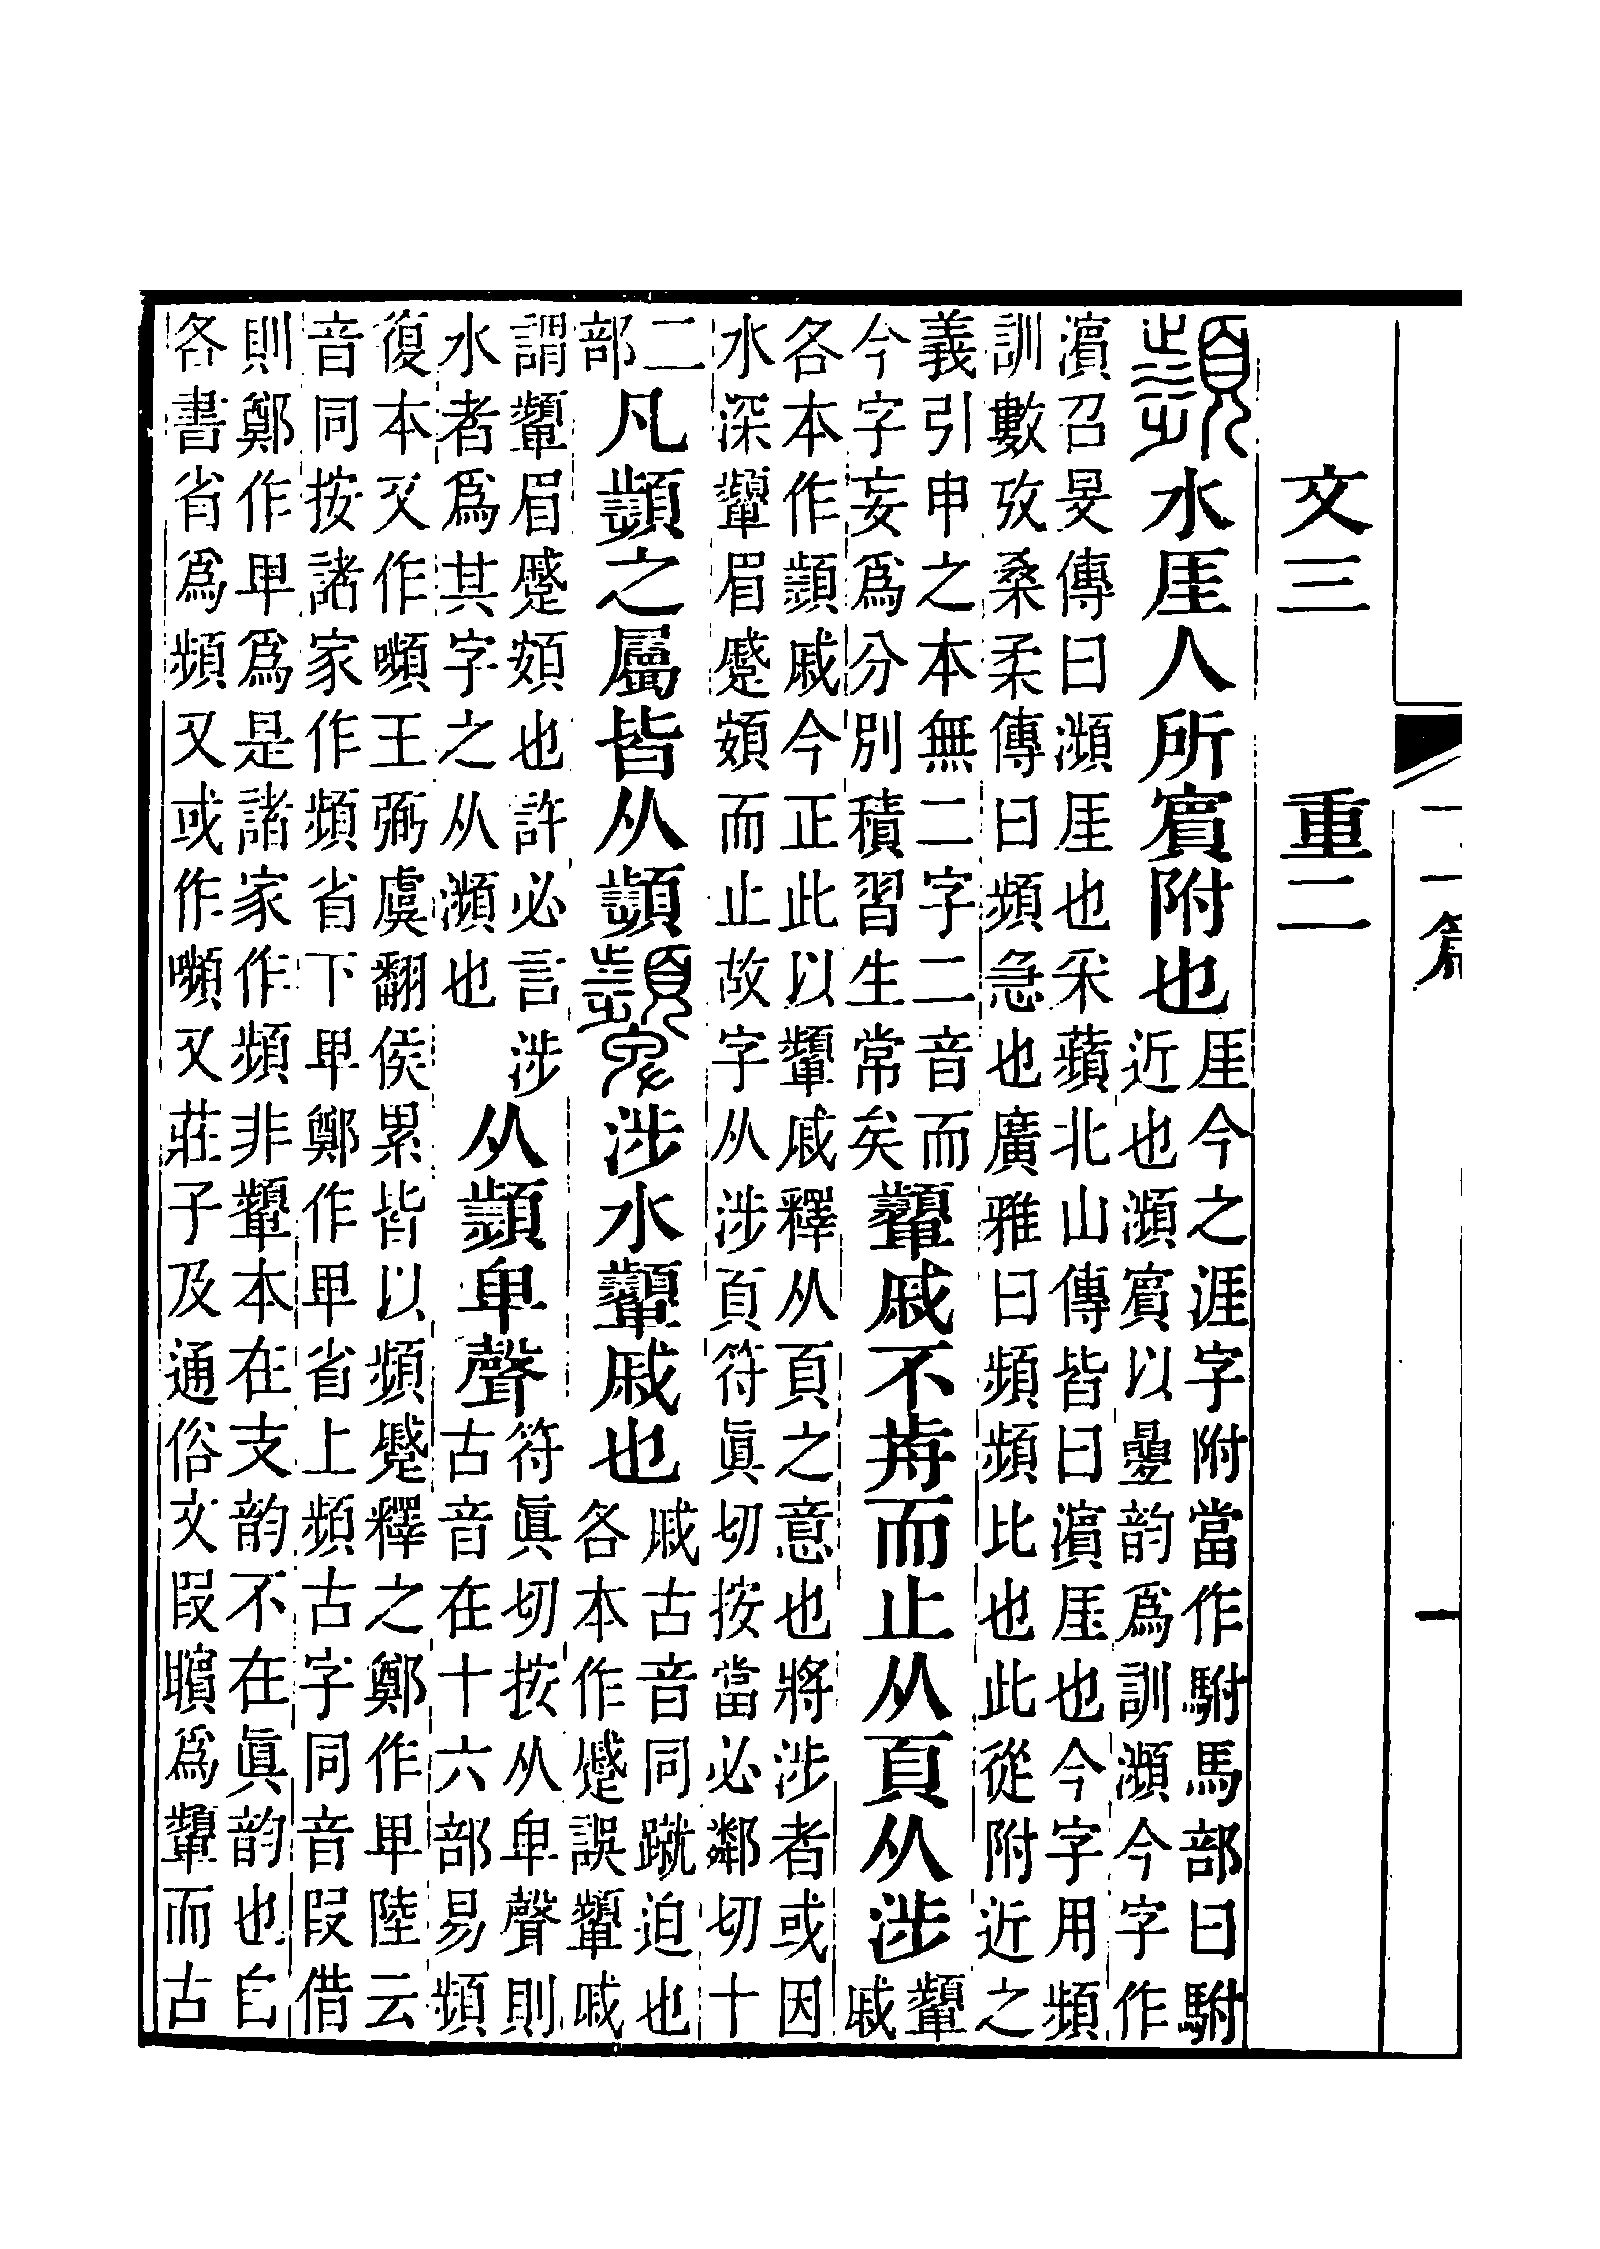 篇 一
文三 重二
瀕水厓人所賓附也厓今之涯字附當作駙馬部曰駙近也瀕賓以曡韵爲訓瀕今字作
濵召旻傳曰瀕厓也采蘋北山傳皆曰濵厓也今字用頻
訓數攷桑柔傳曰頻急也廣雅曰頻頻比也此從附近之
義引申之本無二字二音而今字妄爲分別積習生常矣顰戚不歬而止从頁从涉顰戚
各本作瀕戚今正此以顰戚釋从頁之意也將涉者或因
水深顰眉蹙頞而止故字从涉頁符眞切按當必鄰切十
二部凡瀕之屬皆从瀕顰涉水顰戚也戚古音同蹴迫也各本作蹙誤顰戚
謂顰眉蹙頞也許必言涉水者爲其字之从瀕也从瀕卑聲符眞切按从卑聲則古音在十六部易頻
復本又作嚬王弼虞翻侯累皆以頻蹙釋之鄭作卑陸云
音同按諸家作頻省下卑鄭作卑省上頻古字同音叚借
則鄭作卑爲是諸家作頻非顰本在支韵不在眞韵也自
各書省爲頻又或作嚬又莊子及通俗文叚矉爲顰而古